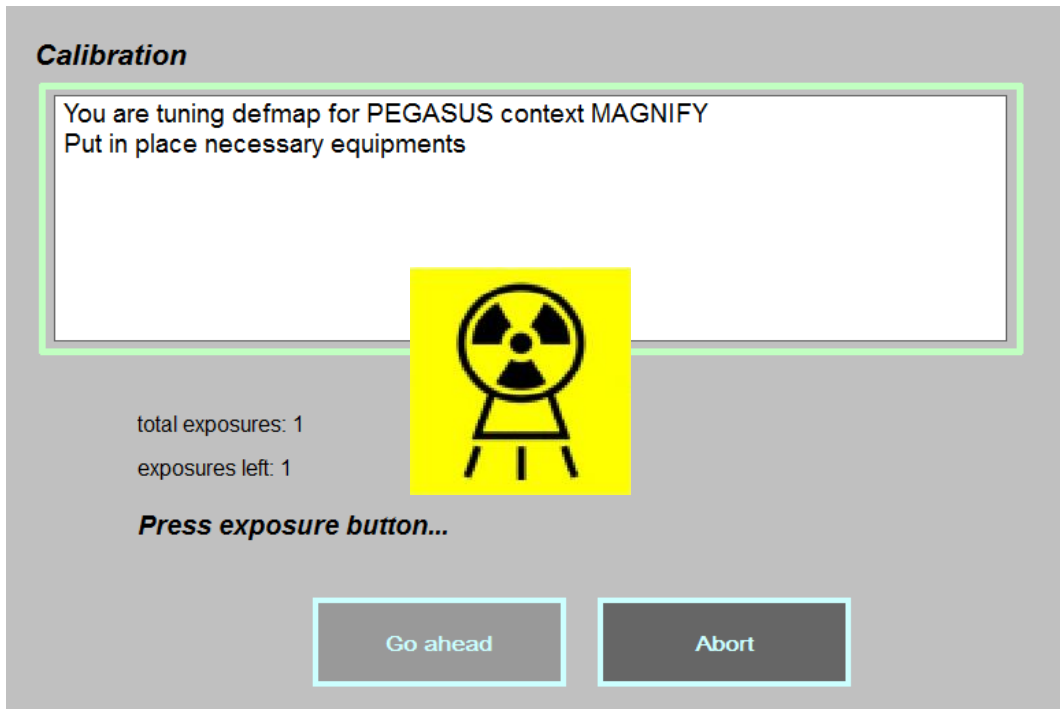 Calibration
You are tuning defmap for PEGASUS context MAGNIFY
Put in place necessary equipments
total exposures: 1
exposures left: 1
Press exposure button...
Go ahead
Abort